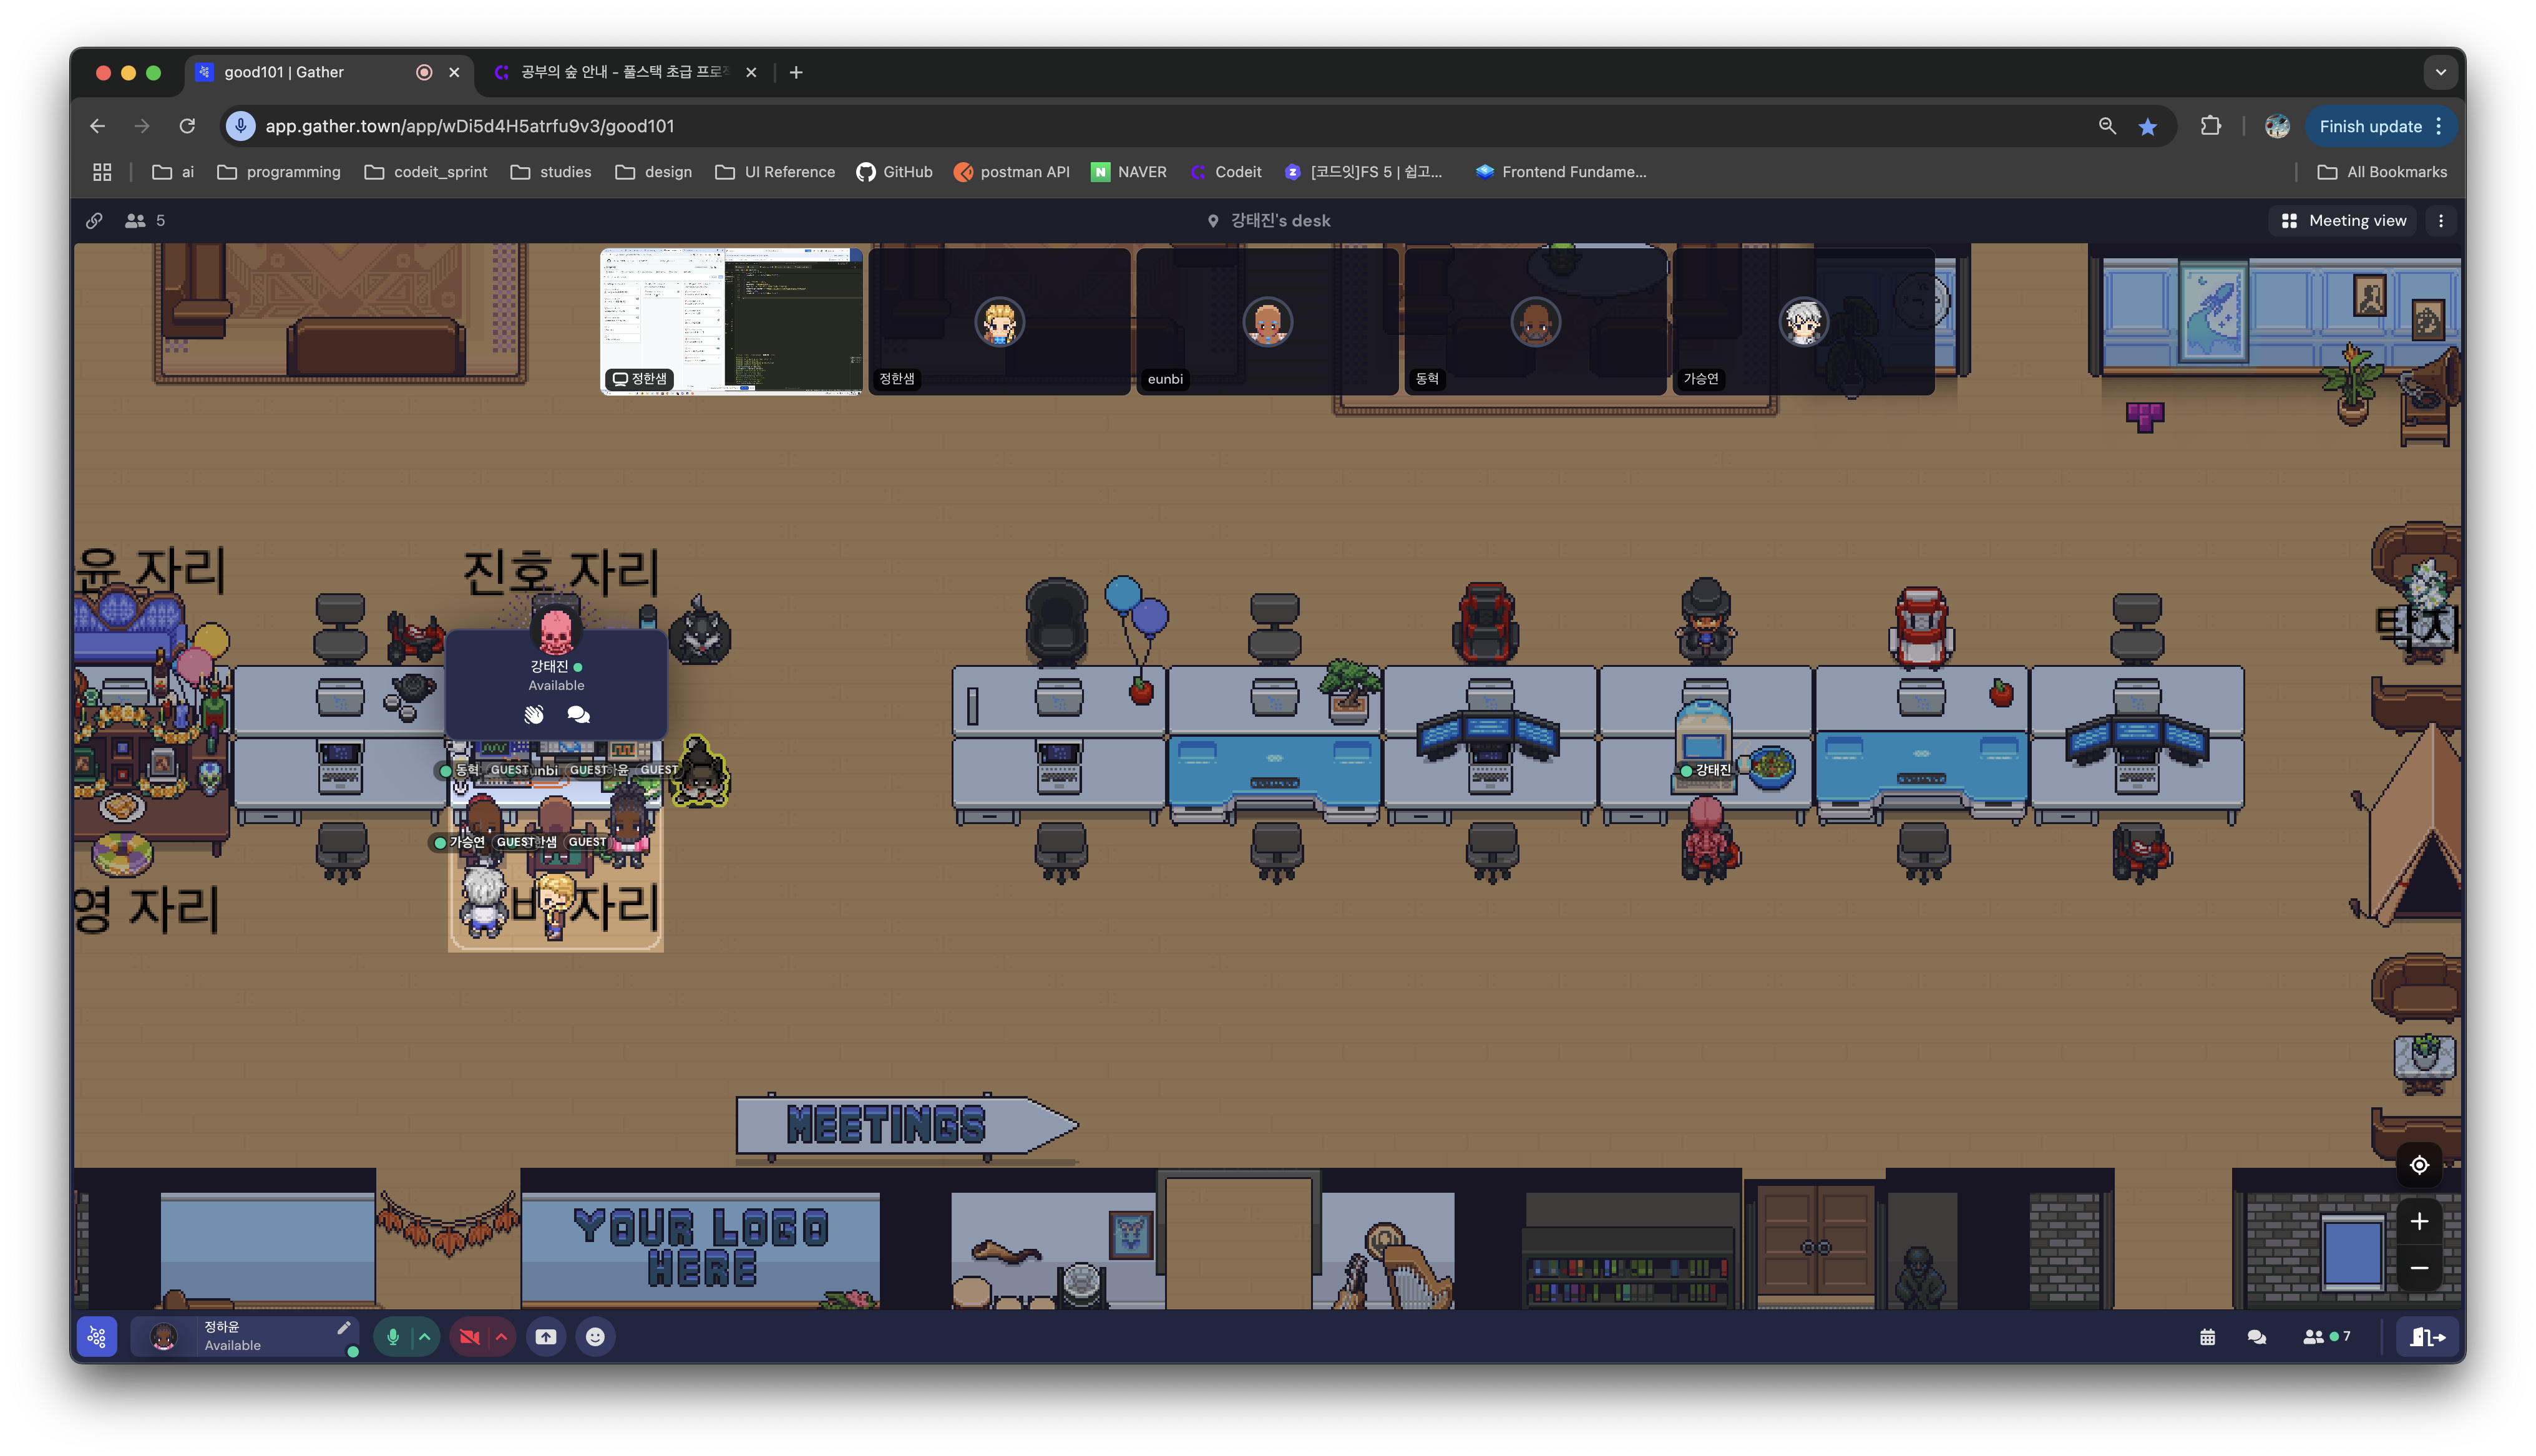 good101 | Gather
공부의 숲 안내 - 풀스택 초급 프로
app.gather.town/app/wDi5d4H5atrfu9v3/good101
Finish update
ai
programming
codeit_sprint
studies
design
UI Reference
GitHub
postman API
N NAVER
Codeit
[코드잇]FS 5 | 쉽고...
Frontend Fundame...
All Bookmarks
5
강태진's desk
Meeting view
정한샘
정한샘
eunbi
동혁
가승연
윤 자리
진호 자리
강태진
Available
동혁 GUEST
unbi GUEST
하윤 GUEST
강태진
가승연 GUEST
한샘 GUEST
영 자리
비 자리
MEETINGS
YOUR LOGO
HERE
정하윤
Available
7